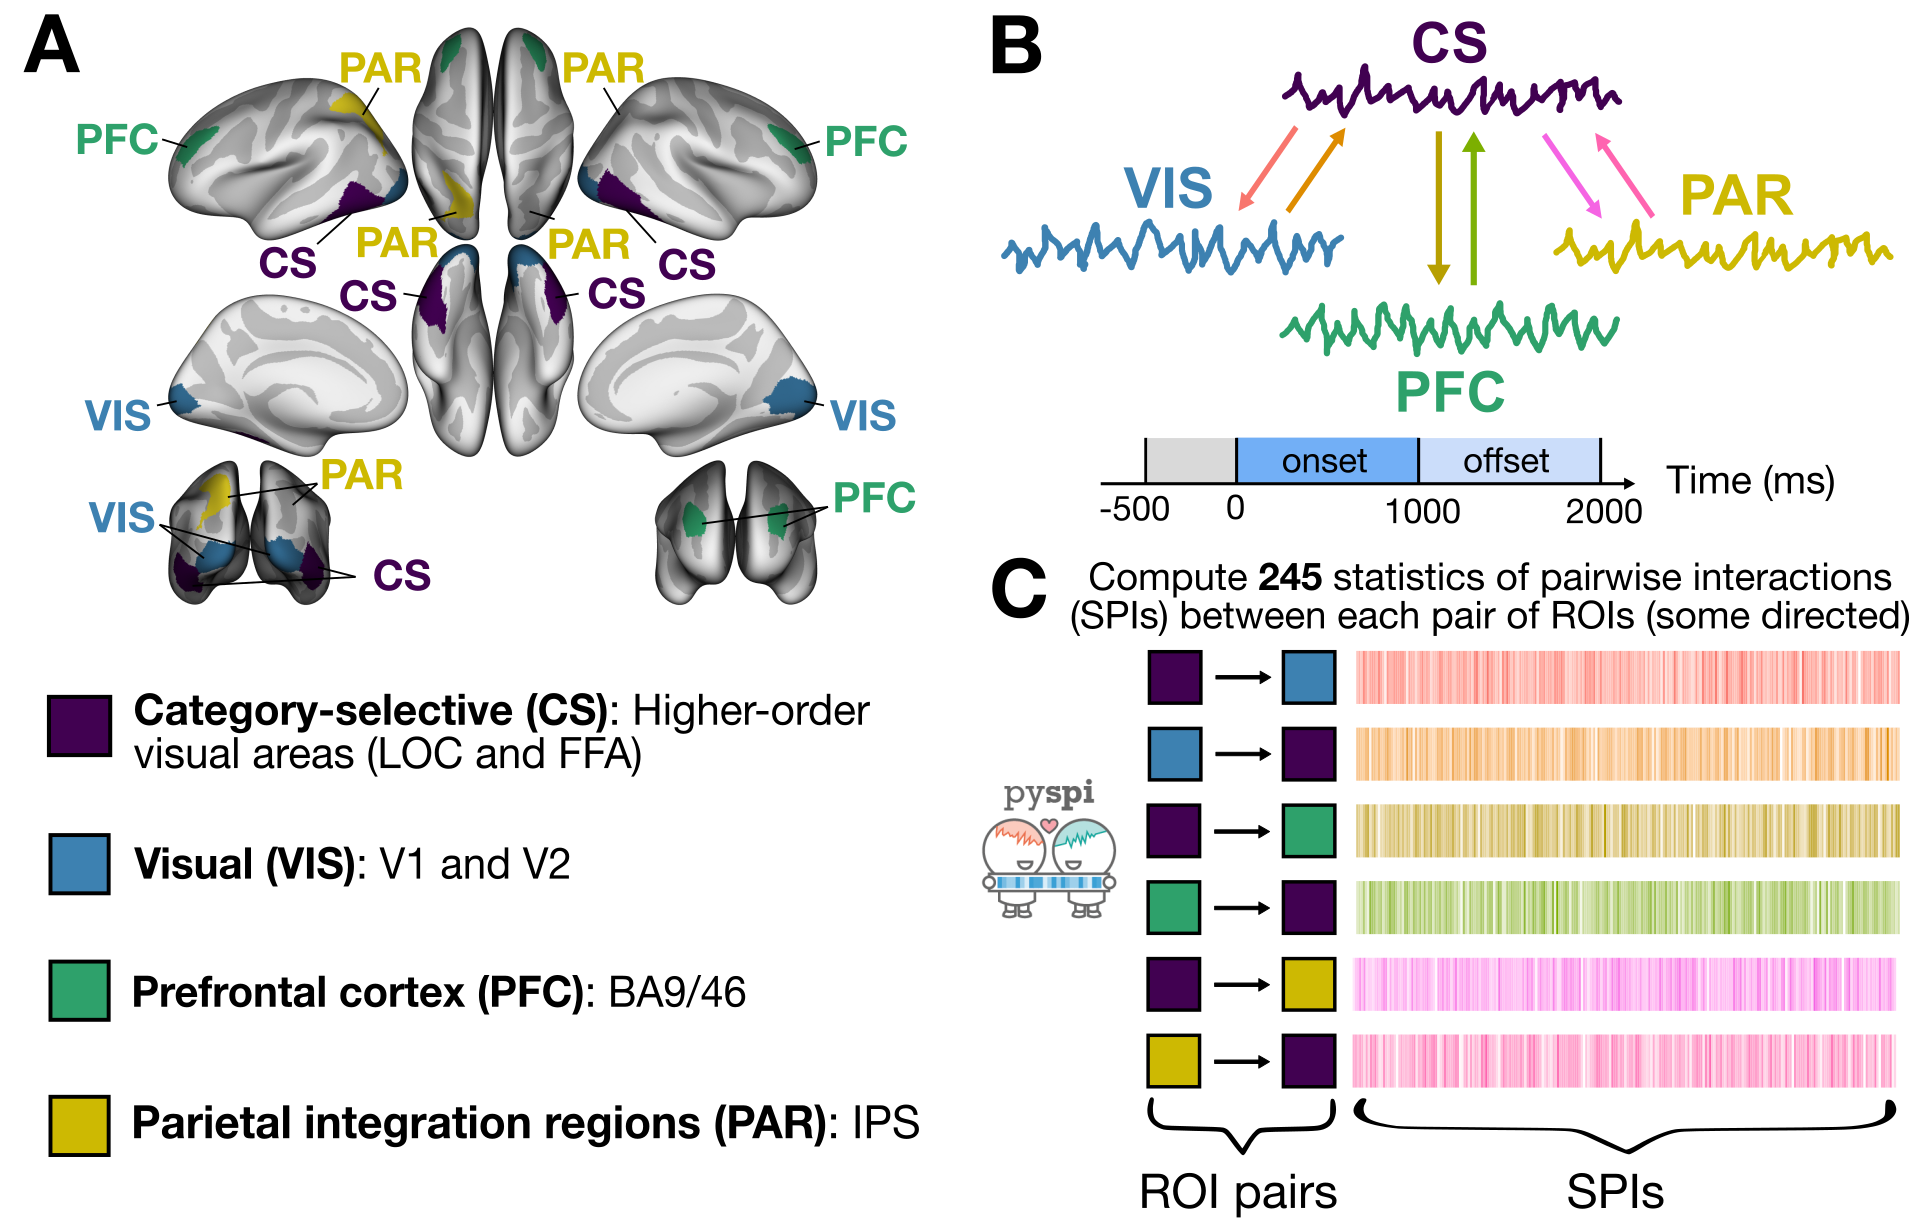 A
PAR
PAR
PFC
PFC
CS
PAR
PAR
CS
CS
CS
VIS
VIS
PAR
VIS
PFC
CS
Category-selective (CS): Higher-order
visual areas (LOC and FFA)
Visual (VIS): V1 and V2
Prefrontal cortex (PFC): BA9/46
Parietal integration regions (PAR): IPS
B
CS
VIS
PAR
PFC
onset
offset
Time (ms)
-500
0
1000
2000
C
Compute 245 statistics of pairwise interactions
(SPIs) between each pair of ROIs (some directed)
pyspi
ROI pairs
SPIs